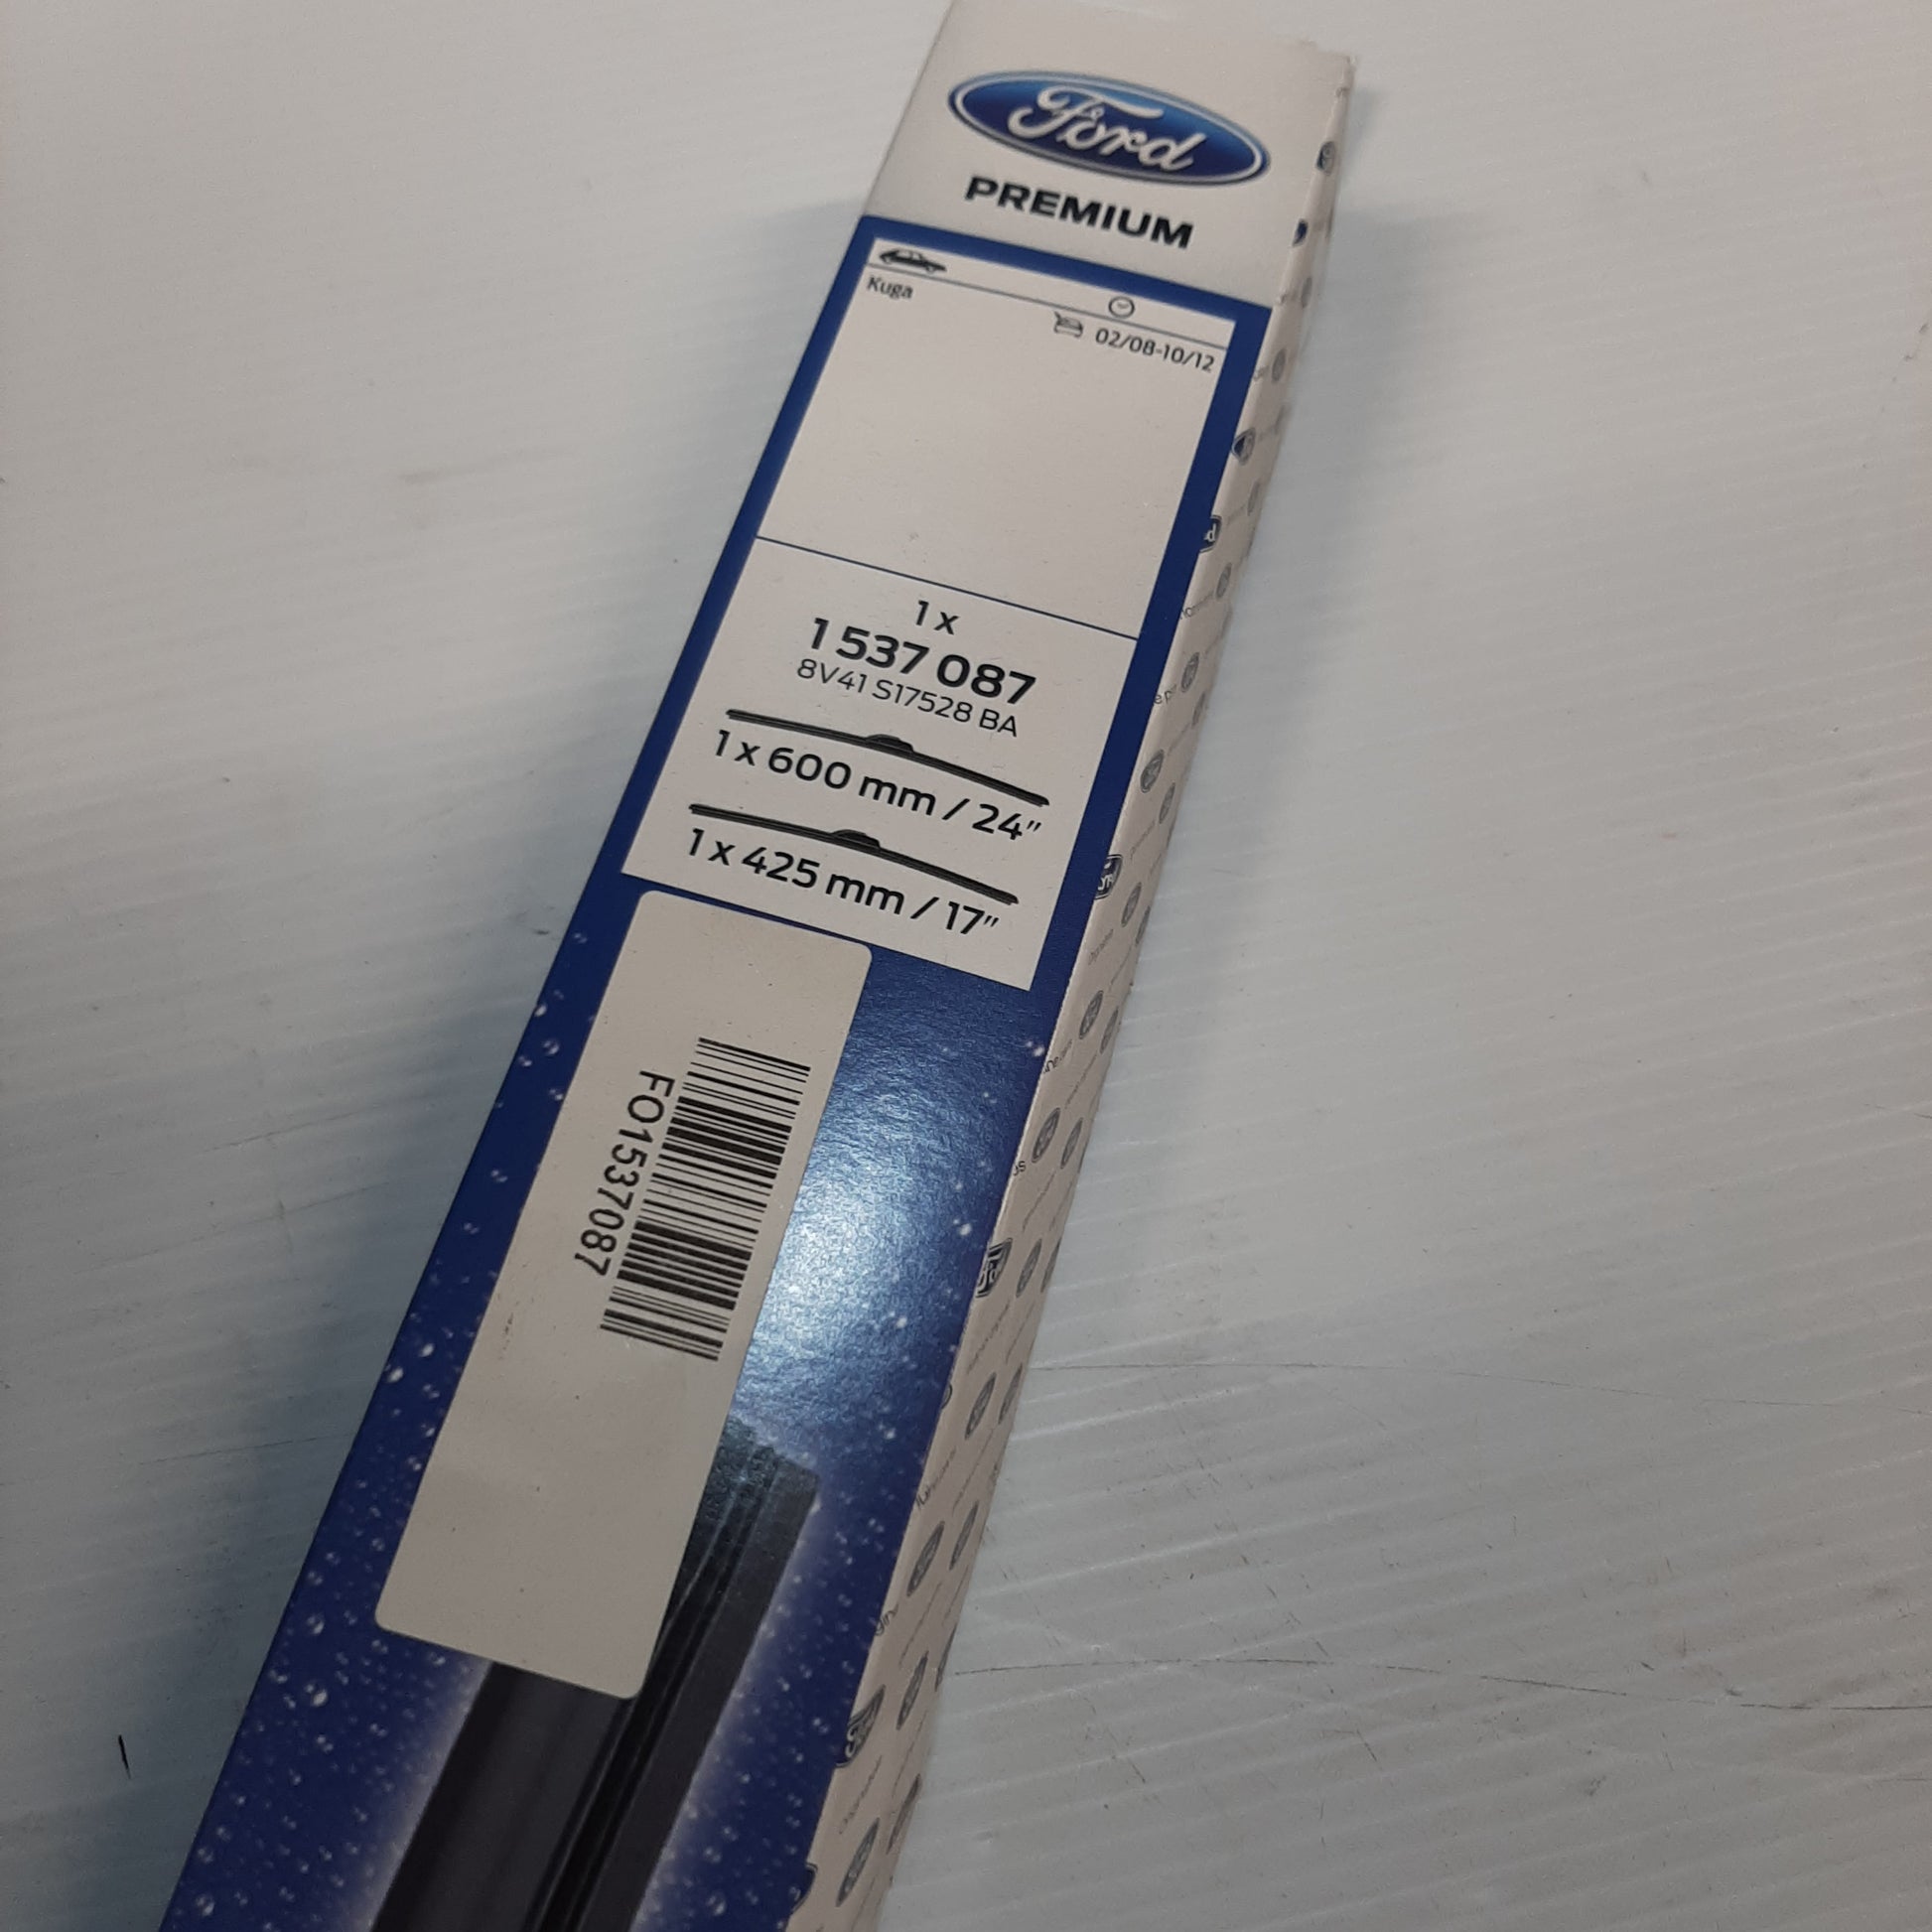 Ford
PREMIUM
Kuga
02/08-10/12
1 x
1 537 087
8V41 S17528 BA
1 x 600 mm / 24"
1 x 425 mm / 17"
FO1537087